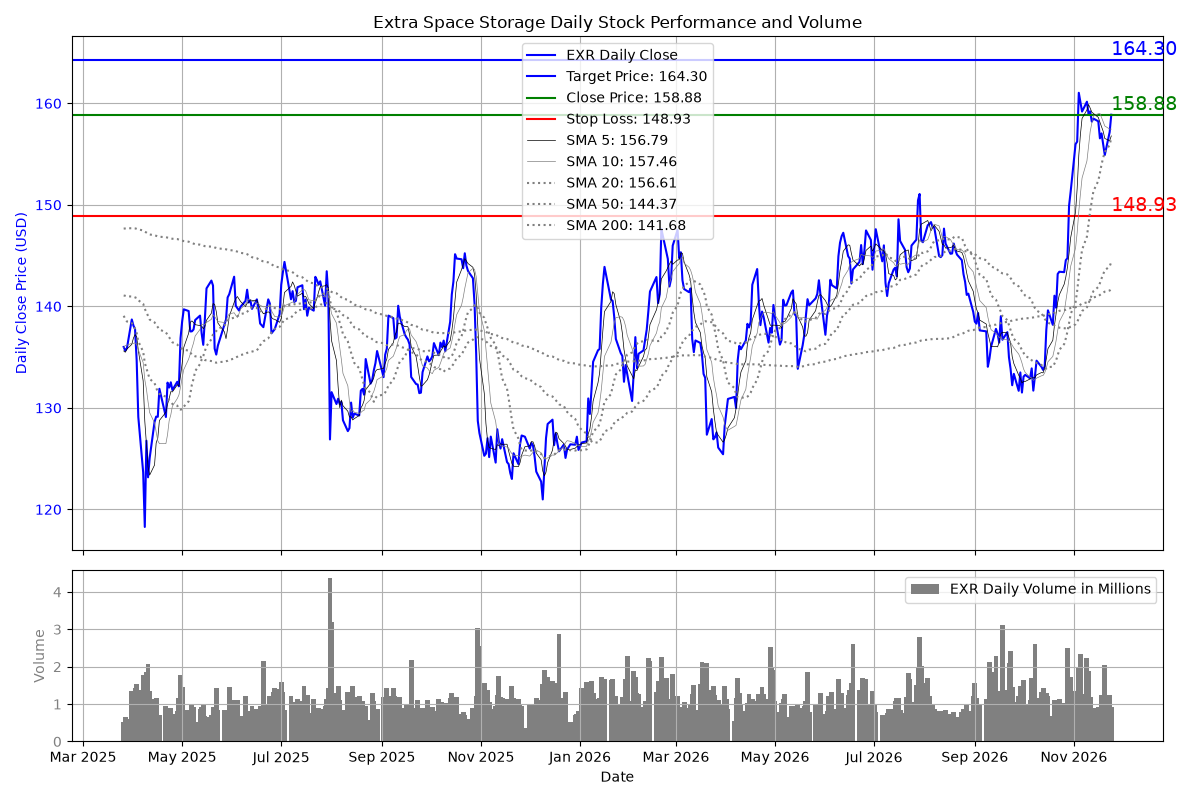 Extra Space Storage Daily Stock Performance and Volume
164.30
158.88
148.93
EXR Daily Close
Target Price: 164.30
Close Price: 158.88
Stop Loss: 148.93
SMA 5: 156.79
SMA 10: 157.46
SMA 20: 156.61
SMA 50: 144.37
SMA 200: 141.68
Daily Close Price (USD)
160
150
140
130
120
EXR Daily Volume in Millions
Volume
4
3
2
1
0
Mar 2025 May 2025 Jul 2025 Sep 2025 Nov 2025 Jan 2026 Mar 2026 May 2026 Jul 2026 Sep 2026 Nov 2026
Date